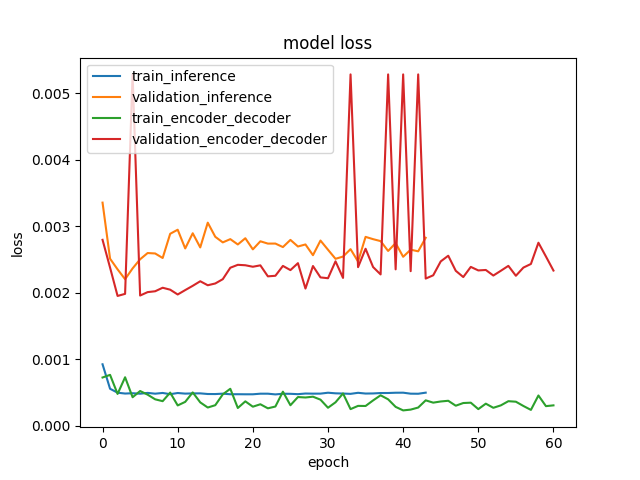 model loss
train_inference
validation_inference
train_encoder_decoder
validation_encoder_decoder
0.005
0.004
0.003
0.002
0.001
0.000
loss
0 10 20 30 40 50 60
epoch